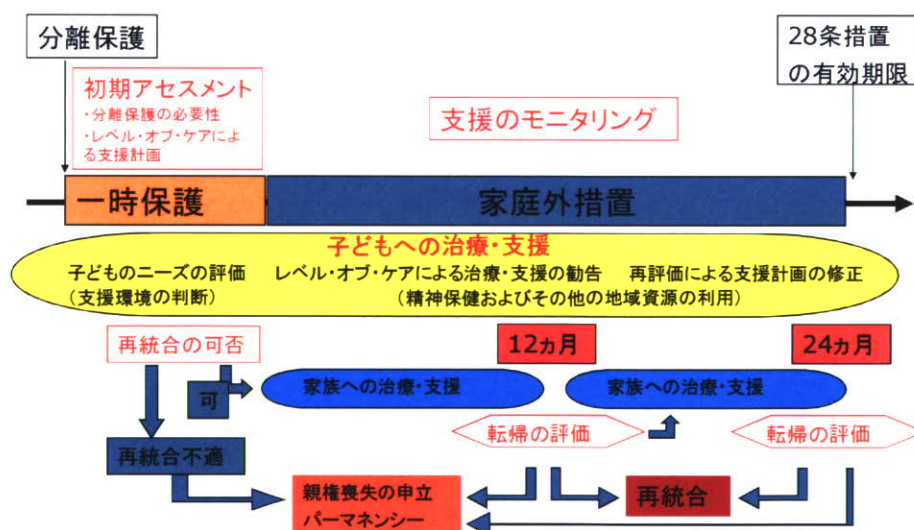 分離保護
28条措置
の有効期限
初期アセスメント
・分離保護の必要性
・レベル・オブ・ケアによ
る支援計画
支援のモニタリング
一時保護
家庭外措置
子どもへの治療・支援
子どものニーズの評価 レベル・オブ・ケアによる治療・支援の勧告 再評価による支援計画の修正
(支援環境の判断) (精神保健およびその他の地域資源の利用)
再統合の可否
12ヵ月
24ヵ月
可
家族への治療・支援
家族への治療・支援
転帰の評価
転帰の評価
再統合不適
親権喪失の申立
パーマネンシー
再統合